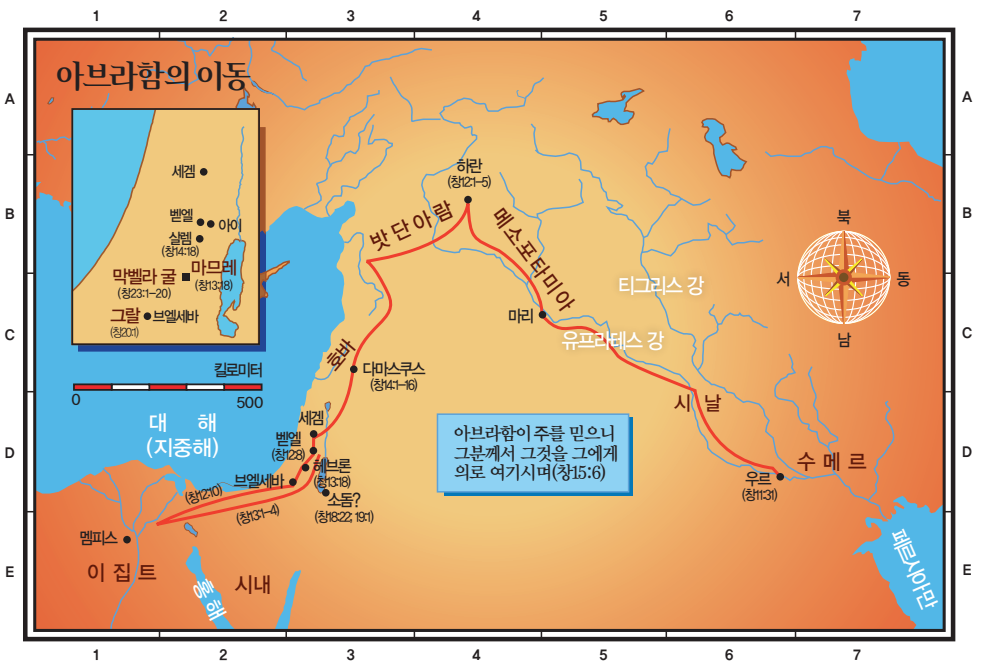 1 2 3 4 5 6 7
A
B
C
D
E
A
B
C
D
E
아브라함의 이동
세겜
벧엘
아이
살렘
(창14:18)
막벨라 굴
(창23:1–20)
마므레
(창13;18)
그랄
(창20:1)
브엘세바
킬로미터
0 500
대 해
(지중해)
하란
(창12:1–5)
밧단아람
메소포타미아
티그리스 강
유프라테스 강
마리
호바
다마스쿠스
(창14:1–16)
북
서
동
남
시 날
수 메 르
우르
(창11:31)
아브라함이 주를 믿으니
그분께서 그것을 그에게
의로 여기시며(창15:6)
세겜
벧엘
(창12:8)
헤브론
(창13:18)
브엘세바
소돔?
(창18:22, 19:1)
(창12:10)
(창13:1–4)
멤피스
이 집 트
시내
홍해
페르시아만
1 2 3 4 5 6 7